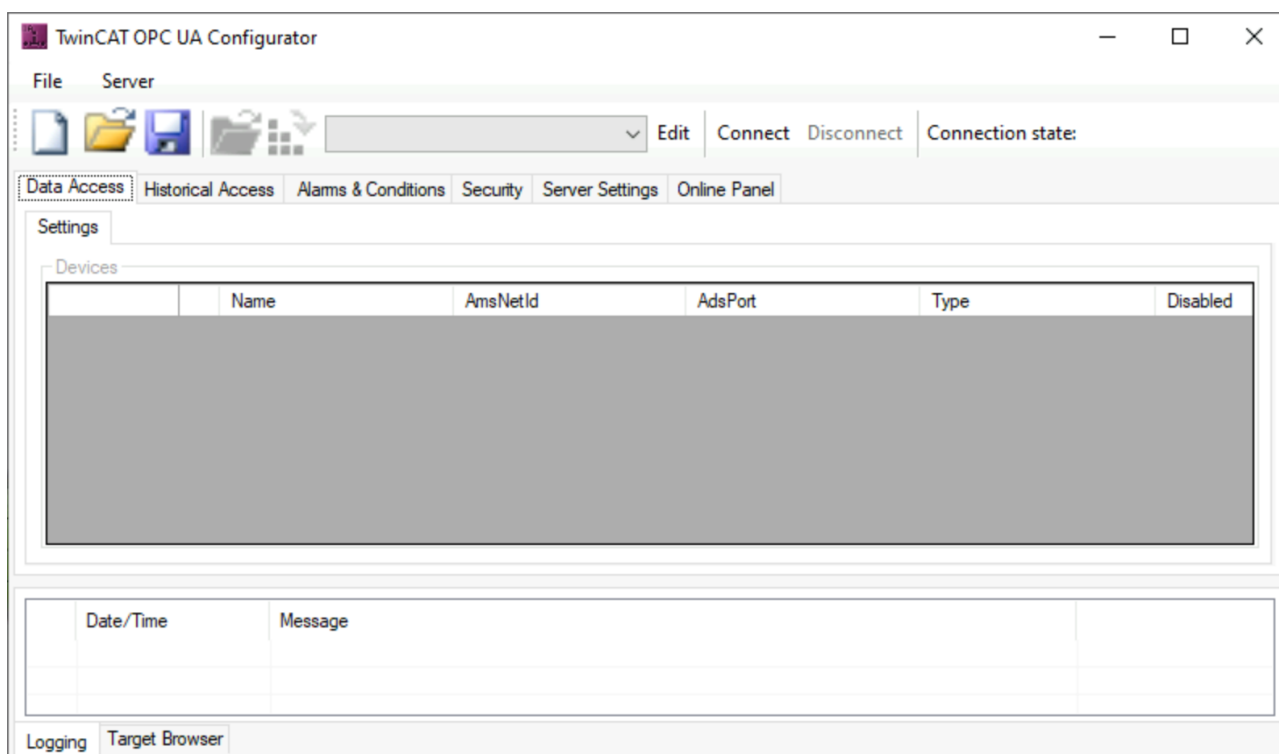 TwinCAT OPC UA Configurator
File Server
Edit Connect Disconnect Connection state:
Data Access Historical Access Alarms & Conditions Security Server Settings Online Panel
Settings
Devices
Name AmsNetId AdsPort Type Disabled
Date/Time Message
Logging Target Browser